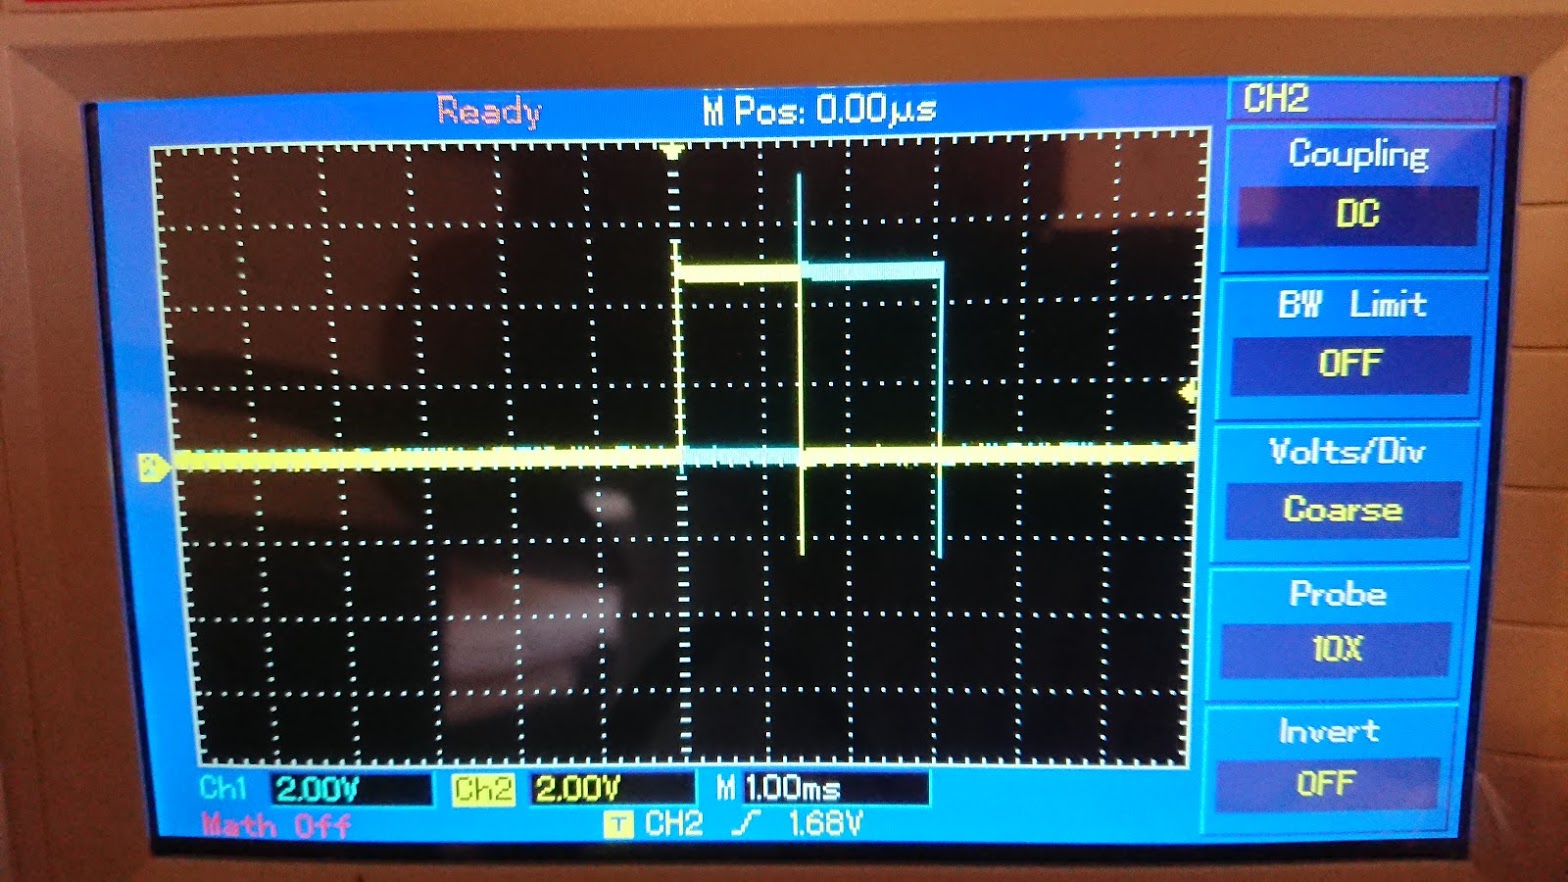 Ready M Pos: 0.00µs CH2
Coupling
DC
BW Limit
OFF
Volts/Div
Coarse
Probe
10X
Invert
OFF
Ch1 2.00V Ch2 2.00V M 1.00ms
Math Off T CH2 1.68V